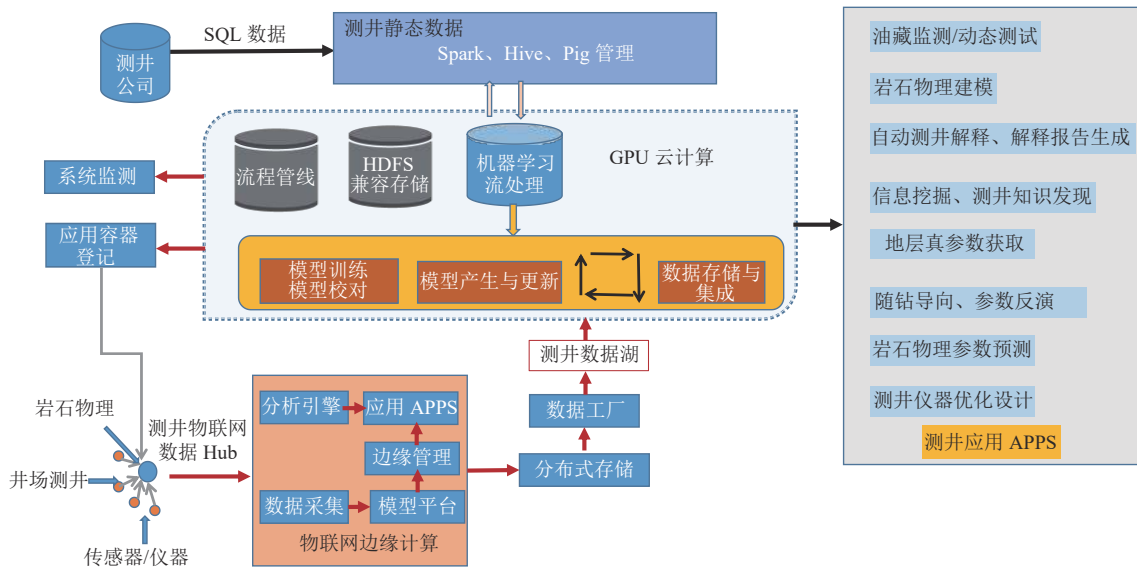 测井
公司
SQL 数据
测井静态数据
Spark、Hive、Pig 管理
流程管线
HDFS
兼容存储
机器学习
流处理
GPU 云计算
系统监测
应用容器
登记
模型训练
模型校对
模型产生与更新
数据存储与
集成
测井数据湖
数据工厂
分布式存储
岩石物理
井场测井
传感器/仪器
测井物联网
数据 Hub
分析引擎
应用 APPS
边缘管理
数据采集
模型平台
物联网边缘计算
油藏监测/动态测试
岩石物理建模
自动测井解释、解释报告生成
信息挖掘、测井知识发现
地层真参数获取
随钻导向、参数反演
岩石物理参数预测
测井仪器优化设计
测井应用 APPS